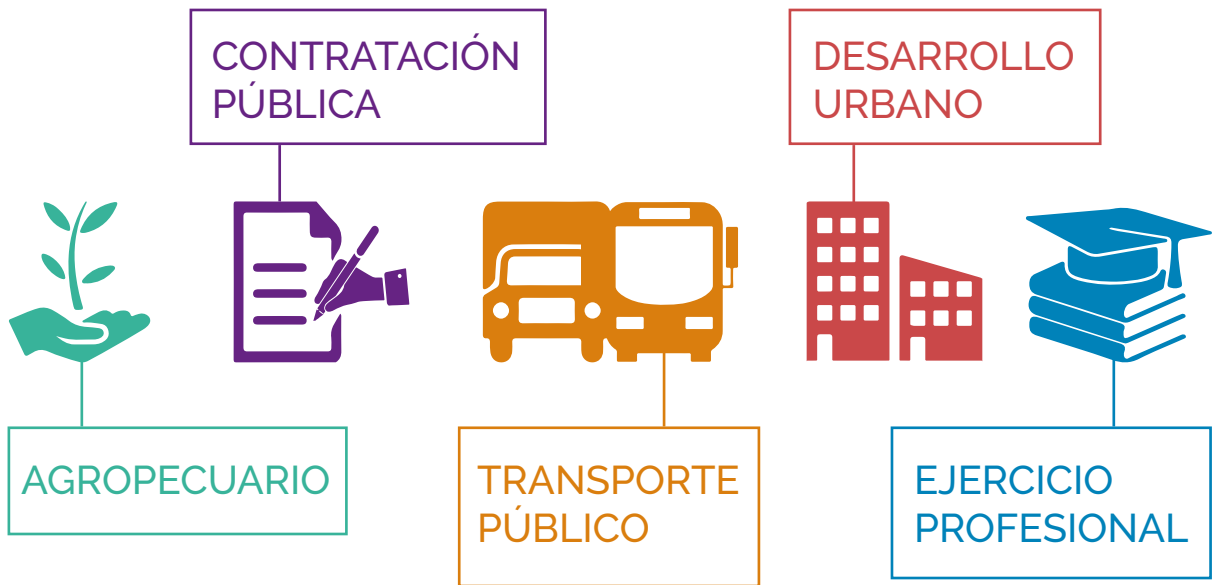 CONTRATACIÓN
PÚBLICA
DESARROLLO
URBANO
AGROPECUARIO
TRANSPORTE
PÚBLICO
EJERCICIO
PROFESIONAL